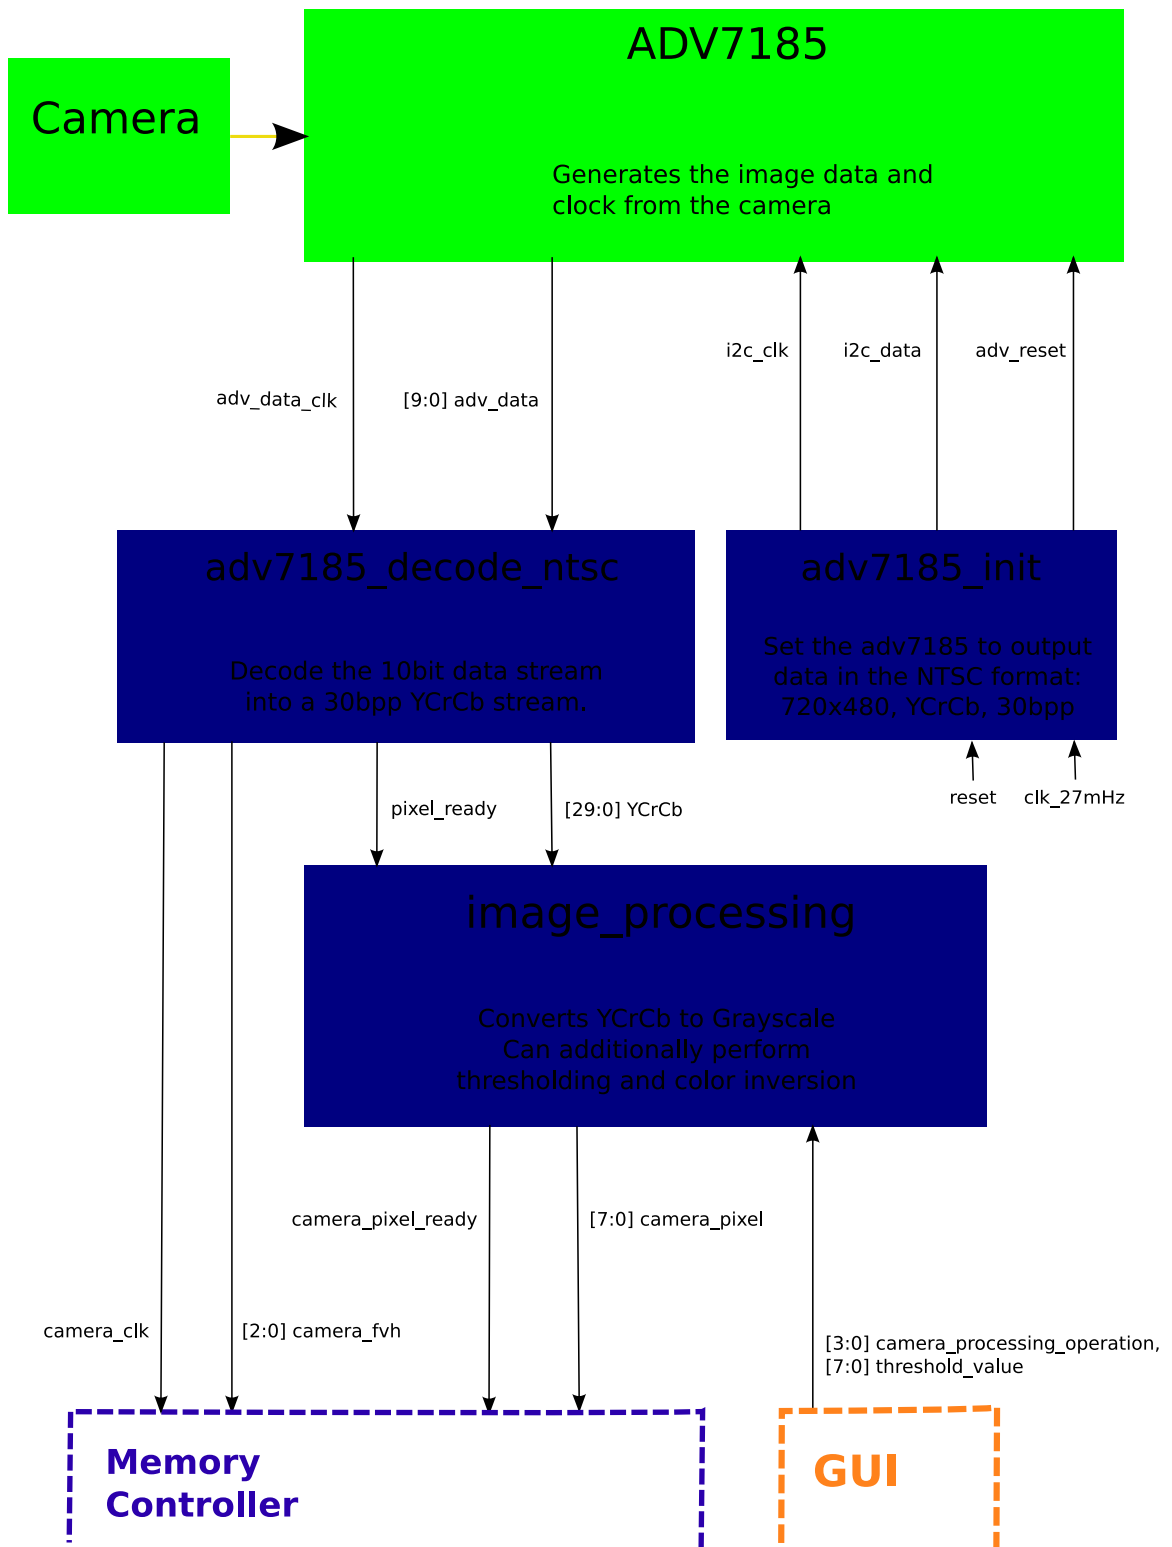 ADV7185
Camera
Generates the image data and
clock from the camera
i2c_clk
i2c_data
adv_reset
adv_data_clk
[9:0] adv_data
adv7185_decode_ntsc
Decode the 10bit data stream
into a 30bpp YCrCb stream.
adv7185_init
Set the adv7185 to output
data in the NTSC format:
720x480, YCrCb, 30bpp
reset
clk_27mHz
pixel_ready
[29:0] YCrCb
image_processing
Converts YCrCb to Grayscale
Can additionally perform
thresholding and color inversion
camera_pixel_ready
[7:0] camera_pixel
camera_clk
[2:0] camera_fvh
[3:0] camera_processing_operation,
[7:0] threshold_value
Memory
Controller
GUI